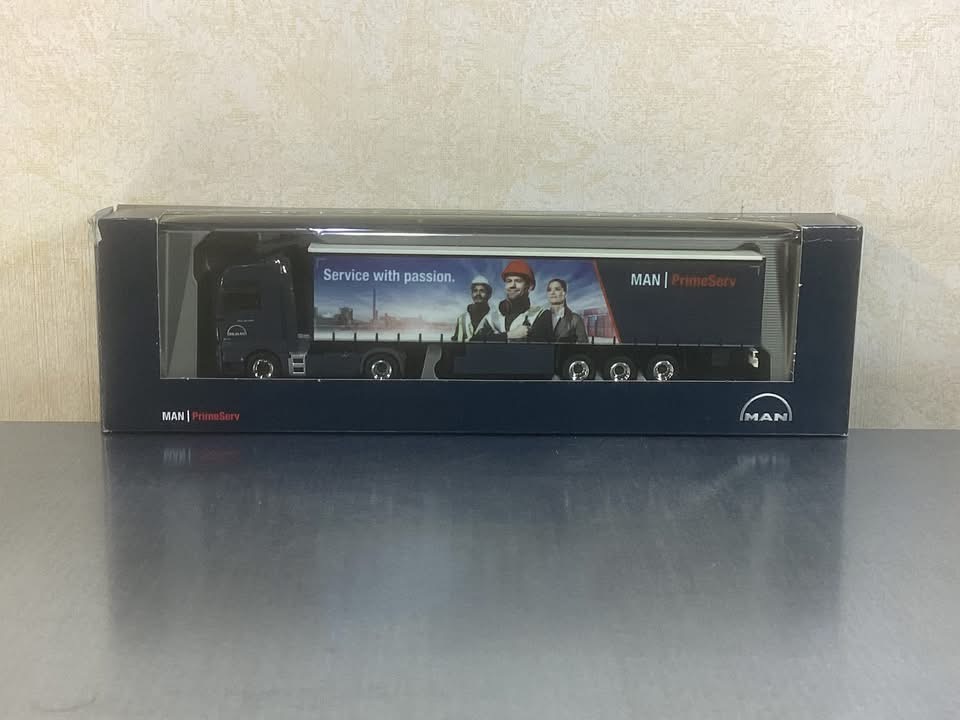 Service with passion.
MAN | PrimeServ
MAN | PrimeServ
MAN